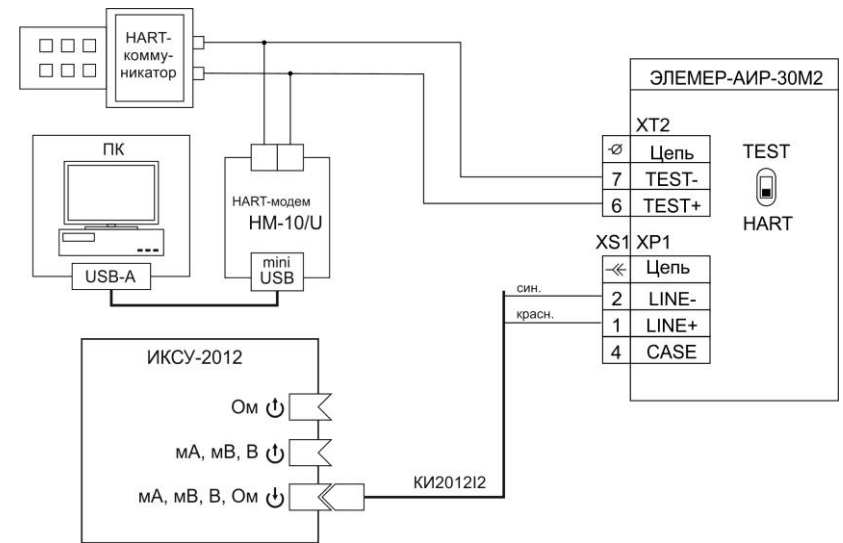 HART-
комму-
никатор
ЭЛЕМЕР-АИР-30М2
XT2
Цепь
7 TEST-
6 TEST+
TEST
HART
ПК
USB-A
HART-модем
HM-10/U
mini
USB
XS1 XP1
Цепь
2 LINE-
1 LINE+
4 CASE
син.
красн.
ИКСУ-2012
Ом
мА, мВ, В
мА, мВ, В, Ом
КИ2012I2